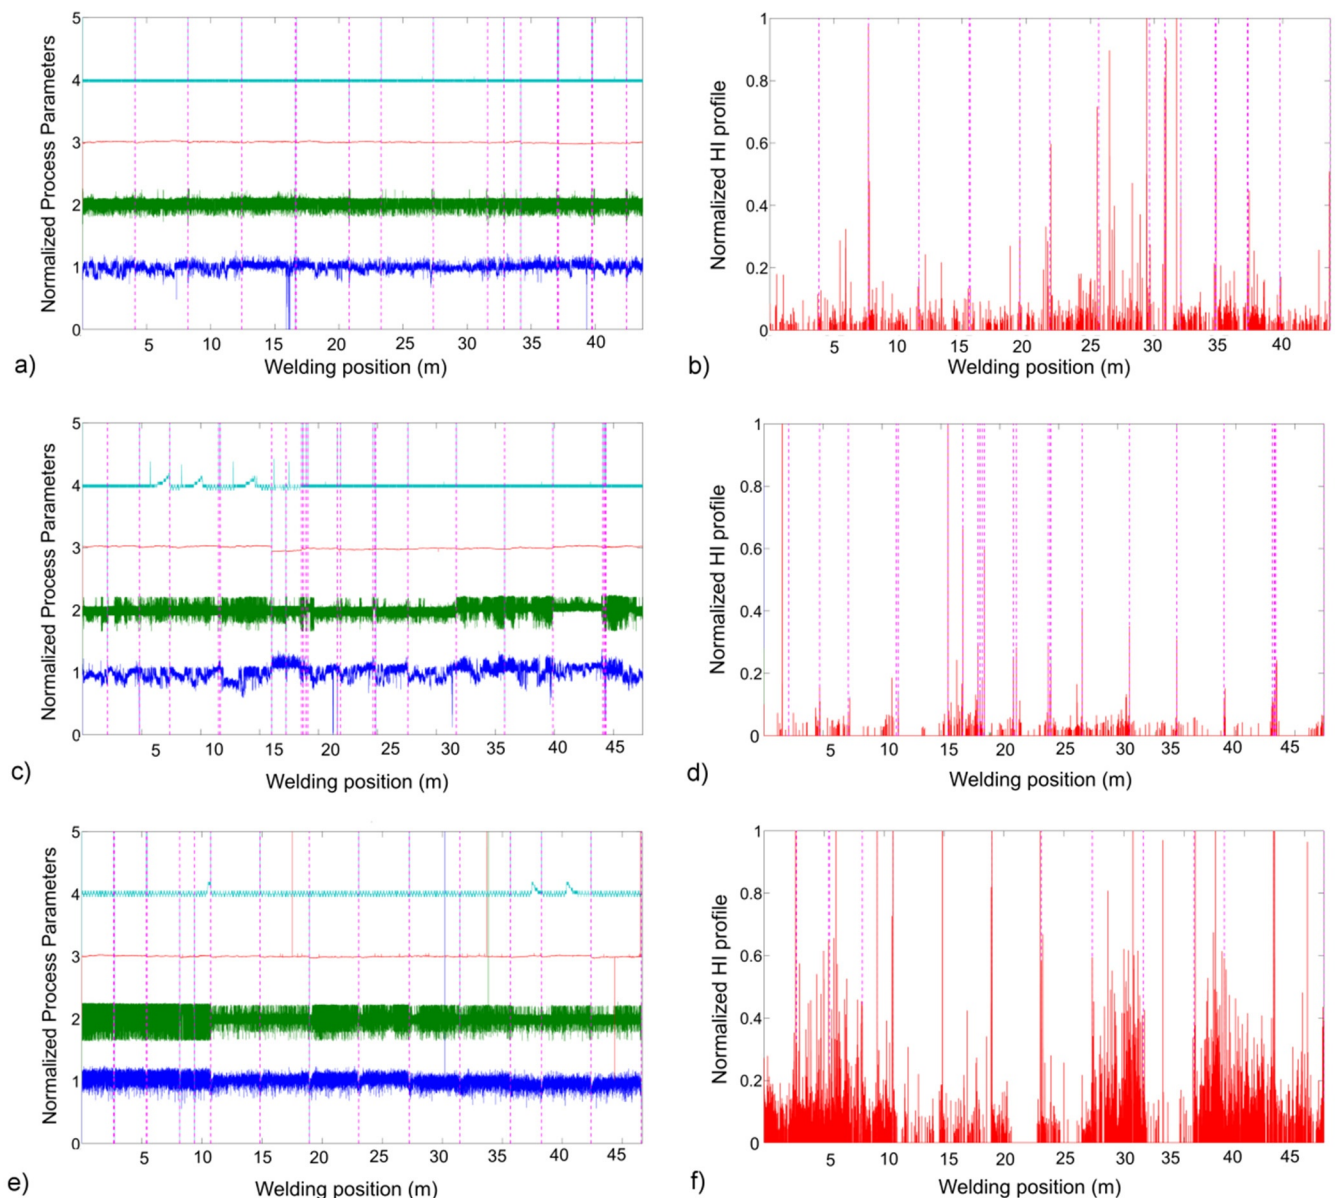 Normalized Process Parameters
5
4
3
2
1
0
5 10 15 20 25 30 35 40
Welding position (m)
a)
Normalized HI profile
1
0.8
0.6
0.4
0.2
0
5 10 15 20 25 30 35 40
Welding position (m)
b)
Normalized Process Parameters
5
4
3
2
1
0
5 10 15 20 25 30 35 40 45
Welding position (m)
c)
Normalized HI profile
1
0.8
0.6
0.4
0.2
0
5 10 15 20 25 30 35 40 45
Welding position (m)
d)
Normalized Process Parameters
5
4
3
2
1
0
5 10 15 20 25 30 35 40 45
Welding position (m)
e)
Normalized HI profile
1
0.8
0.6
0.4
0.2
0
5 10 15 20 25 30 35 40 45
Welding position (m)
f)